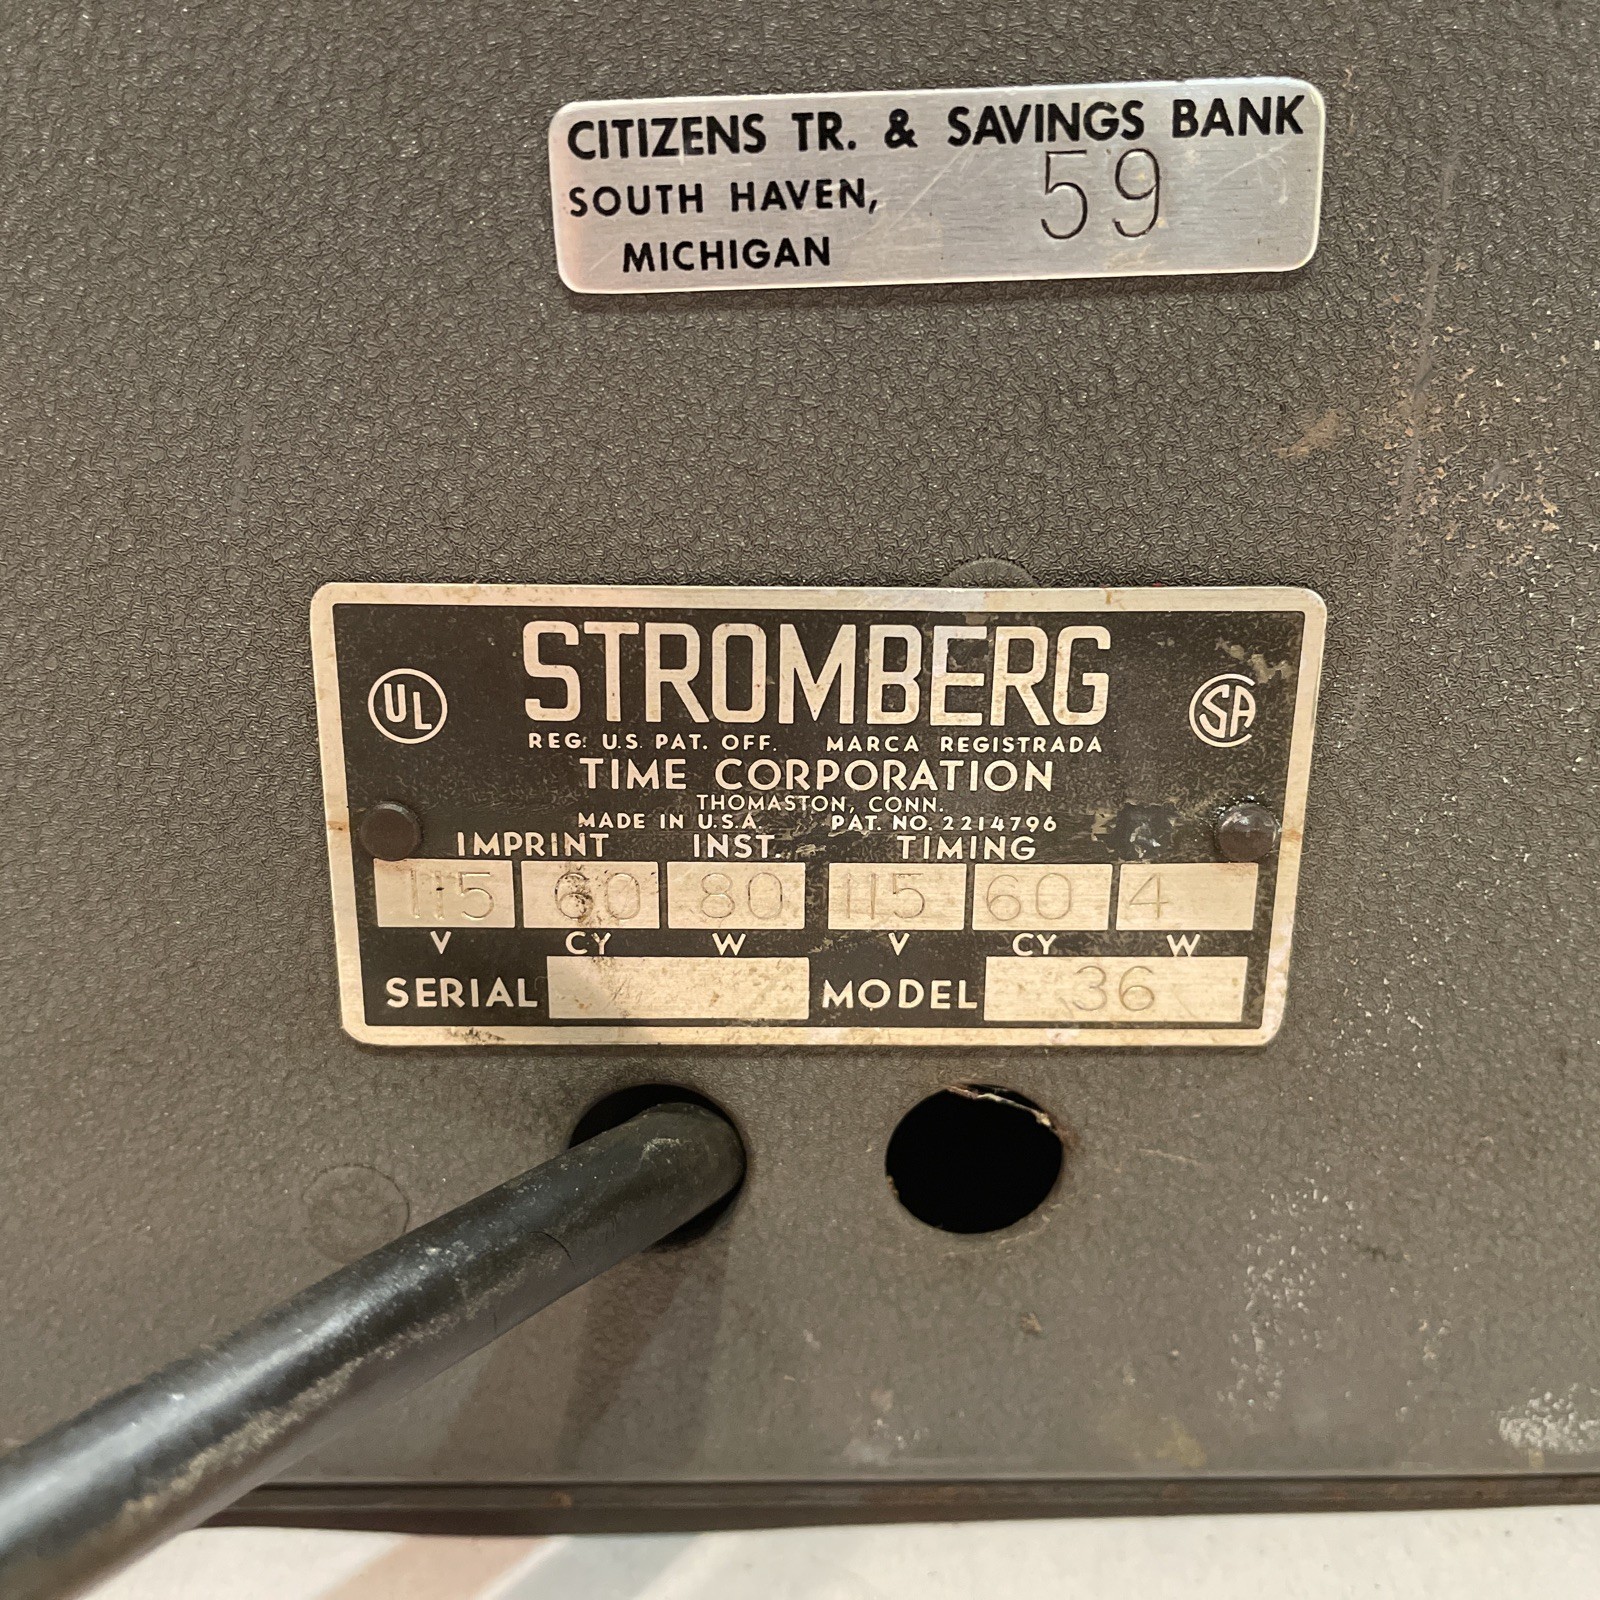 CITIZENS TR. & SAVINGS BANK
SOUTH HAVEN, 59
MICHIGAN
UL STROMBERG SA
REG. U.S. PAT. OFF. MARCA REGISTRADA
TIME CORPORATION
THOMASTON, CONN.
MADE IN U.S.A. PAT. NO. 2214796
IMPRINT INST. TIMING
115 60 80 115 60 4
V CY W V CY W
SERIAL MODEL 36